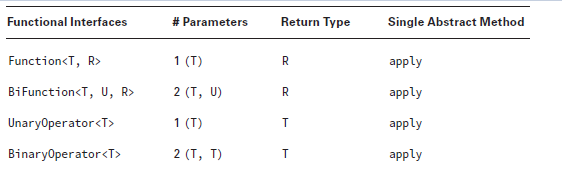 Functional Interfaces # Parameters Return Type Single Abstract Method
Function<T, R> 1 (T) R apply
BiFunction<T, U, R> 2 (T, U) R apply
UnaryOperator<T> 1 (T) T apply
BinaryOperator<T> 2 (T, T) T apply